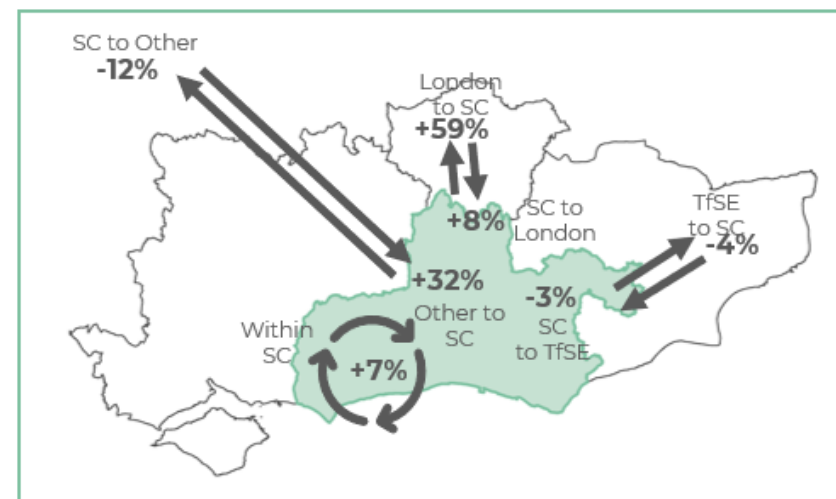 SC to Other
-12%
London
to SC
+59%
+8%
SC to
London
TfSE
to SC
-4%
+32%
Other to
SC
-3%
SC
to TfSE
Within
SC
+7%